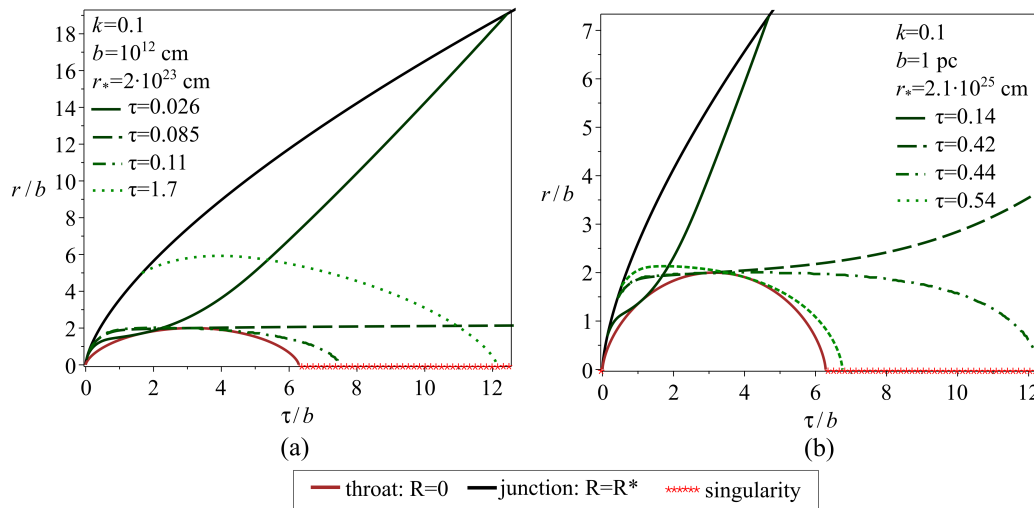 18
16
14
12
10
8
6
4
2
0
r/b
k=0.1
b=10¹² cm
r*=2·10²³ cm
τ=0.026
τ=0.085
τ=0.11
τ=1.7
0 2 4 6 8 10 12
τ/b
(a)
7
6
5
4
3
2
1
0
r/b
k=0.1
b=1 pc
r*=2.1·10²⁵ cm
τ=0.14
τ=0.42
τ=0.44
τ=0.54
0 2 4 6 8 10 12
τ/b
(b)
throat: R=0 junction: R=R* singularity